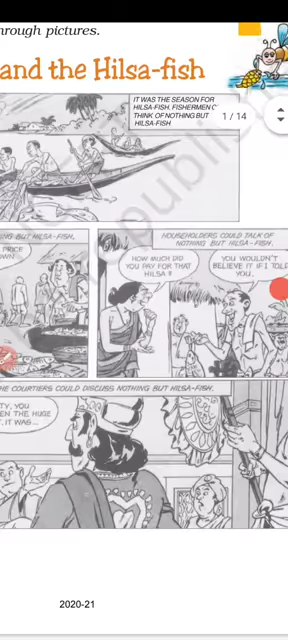 rough pictures.
and the Hilsa-fish
IT WAS THE SEASON FOR
HILSA-FISH. FISHERMEN C
THINK OF NOTHING BUT
HILSA-FISH
1 / 14
ING BUT HILSA-FISH.
PRICE
OWN
HOUSEHOLDERS COULD TALK OF
NOTHING BUT HILSA-FISH.
HOW MUCH DID
YOU PAY FOR THAT
HILSA ?
YOU WOULDN'T
BELIEVE IT IF I TOLD
YOU.
HE COURTIERS COULD DISCUSS NOTHING BUT HILSA-FISH.
TY, YOU
EN THE HUGE
IT WAS ...
2020-21